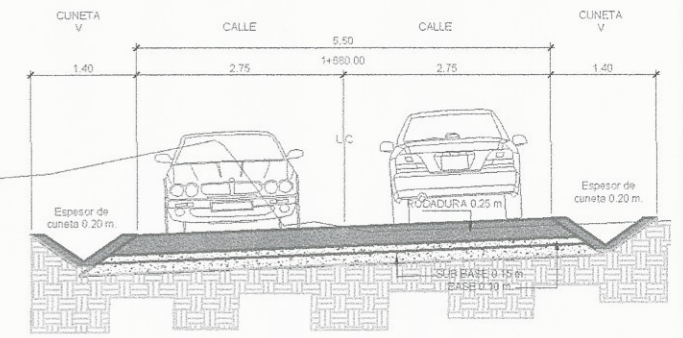 CUNETA
V
CALLE
CALLE
CUNETA
V
5.50
1+680.00
1.40
2.75
2.75
1.40
Espesor de
cuneta 0.20 m.
RODADURA 0.25 m
Espesor de
cuneta 0.20 m.
SUB BASE 0.15 m
BASE 0.10 m.